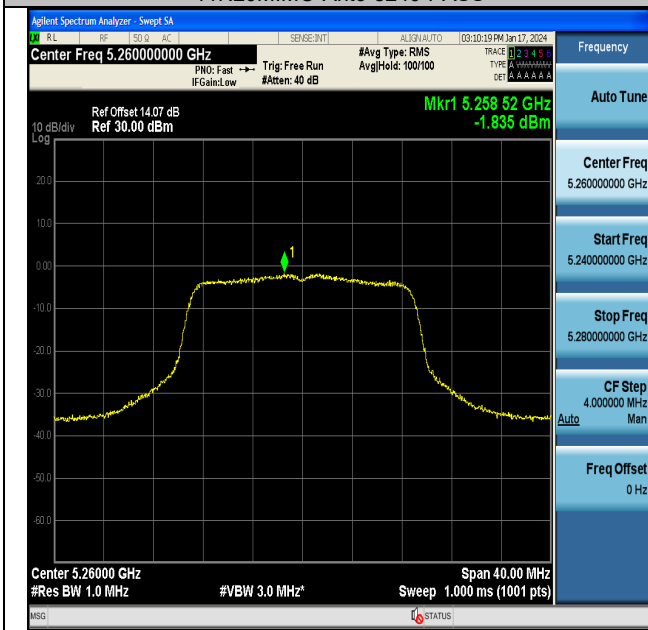 Agilent Spectrum Analyzer - Swept SA
LXI RL RF 50 Ω AC SENSE:INT ALIGN AUTO 03:10:19 PM Jan 17, 2024
Center Freq 5.260000000 GHz
PNO: Fast
IFGain:Low
Trig: Free Run
#Atten: 40 dB
#Avg Type: RMS
Avg|Hold: 100/100
TRACE 1 2 3 4 5 6
TYPE A
DET A A A A A A
Frequency
Auto Tune
Ref Offset 14.07 dB
10 dB/div Ref 30.00 dBm
Log
Mkr1 5.258 52 GHz
-1.835 dBm
Center Freq
5.260000000 GHz
Start Freq
5.240000000 GHz
Stop Freq
5.280000000 GHz
CF Step
4.000000 MHz
Auto Man
Freq Offset
0 Hz
20.0
10.0
0.00
-10.0
-20.0
-30.0
-40.0
-50.0
-60.0
1
Center 5.26000 GHz Span 40.00 MHz
#Res BW 1.0 MHz #VBW 3.0 MHz* Sweep 1.000 ms (1001 pts)
MSG STATUS